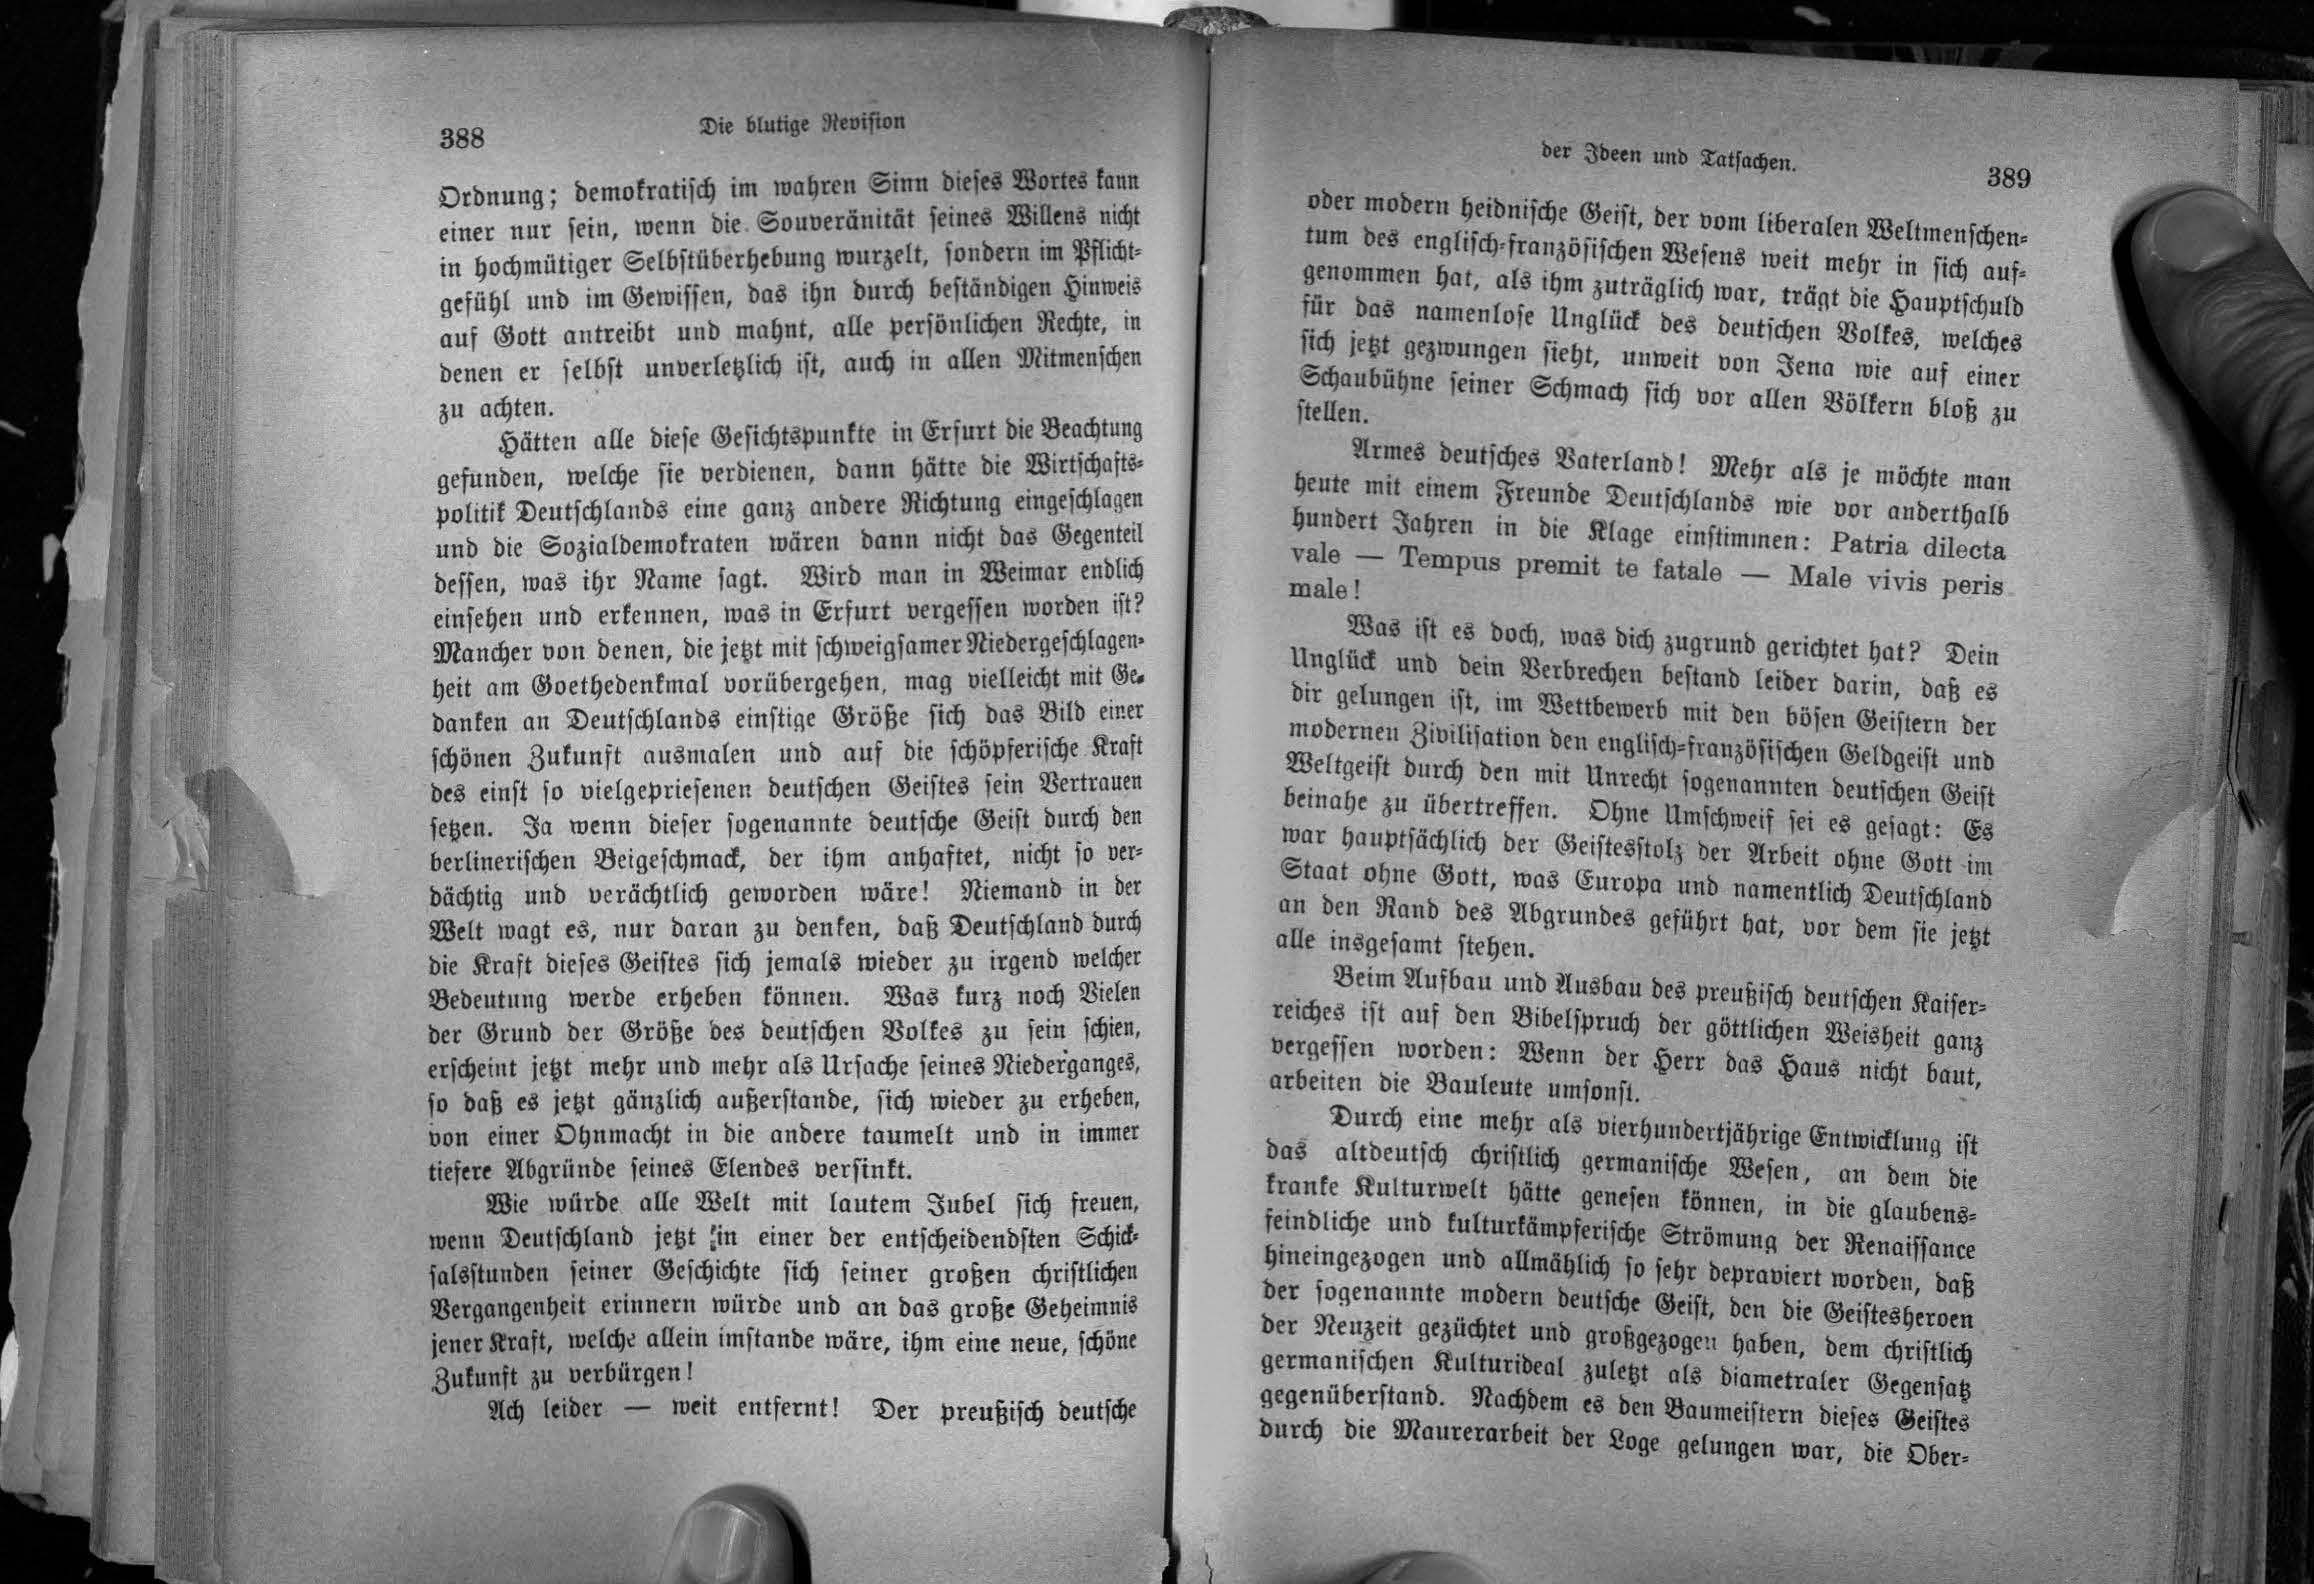 388
Die blutige Revision
Ordnung; demokratisch im wahren Sinn dieses Wortes kann
einer nur sein, wenn die Souveränität seines Willens nicht
in hochmütiger Selbstüberhebung wurzelt, sondern im Pflicht-
gefühl und im Gewissen, das ihn durch beständigen Hinweis
auf Gott antreibt und mahnt, alle persönlichen Rechte, in
denen er selbst unverletzlich ist, auch in allen Mitmenschen
zu achten.
Hätten alle diese Gesichtspunkte in Erfurt die Beachtung
gefunden, welche sie verdienen, dann hätte die Wirtschafts-
politik Deutschlands eine ganz andere Richtung eingeschlagen
und die Sozialdemokraten wären dann nicht das Gegenteil
dessen, was ihr Name sagt. Wird man in Weimar endlich
einsehen und erkennen, was in Erfurt vergessen worden ist?
Mancher von denen, die jetzt mit schweigsamer Niedergeschlagen-
heit am Goethedenkmal vorübergehen, mag vielleicht mit Ge-
danken an Deutschlands einstige Größe sich das Bild einer
schönen Zukunft ausmalen und auf die schöpferische Kraft
des einst so vielgepriesenen deutschen Geistes sein Vertrauen
setzen. Ja wenn dieser sogenannte deutsche Geist durch den
berlinerischen Beigeschmack, der ihm anhaftet, nicht so ver-
dächtig und verächtlich geworden wäre! Niemand in der
Welt wagt es, nur daran zu denken, daß Deutschland durch
die Kraft dieses Geistes sich jemals wieder zu irgend welcher
Bedeutung werde erheben können. Was kurz noch Vielen
der Grund der Größe des deutschen Volkes zu sein schien,
erscheint jetzt mehr und mehr als Ursache seines Niederganges,
so daß es jetzt gänzlich außerstande, sich wieder zu erheben,
von einer Ohnmacht in die andere taumelt und in immer
tiefere Abgründe seines Elendes versinkt.
Wie würde alle Welt mit lautem Jubel sich freuen,
wenn Deutschland jetzt in einer der entscheidendsten Schick-
salsstunden seiner Geschichte sich seiner großen christlichen
Vergangenheit erinnern würde und an das große Geheimnis
jener Kraft, welche allein imstande wäre, ihm eine neue, schöne
Zukunft zu verbürgen!
Ach leider — weit entfernt! Der preußisch deutsche
der Ideen und Tatsachen.
389
oder modern heidnische Geist, der vom liberalen Weltmenschen-
tum des englisch-französischen Wesens weit mehr in sich auf-
genommen hat, als ihm zuträglich war, trägt die Hauptschuld
für das namenlose Unglück des deutschen Volkes, welches
sich jetzt gezwungen sieht, unweit von Jena wie auf einer
Schaubühne seiner Schmach sich vor allen Völkern bloß zu
stellen.
Armes deutsches Vaterland! Mehr als je möchte man
heute mit einem Freunde Deutschlands wie vor anderthalb
hundert Jahren in die Klage einstimmen: Patria dilecta
vale — Tempus premit te fatale — Male vivis peris
male!
Was ist es doch, was dich zugrund gerichtet hat? Dein
Unglück und dein Verbrechen bestand leider darin, daß es
dir gelungen ist, im Wettbewerb mit den bösen Geistern der
modernen Zivilisation den englisch-französischen Geldgeist und
Weltgeist durch den mit Unrecht sogenannten deutschen Geist
beinahe zu übertreffen. Ohne Umschweif sei es gesagt: Es
war hauptsächlich der Geistesstolz der Arbeit ohne Gott im
Staat ohne Gott, was Europa und namentlich Deutschland
an den Rand des Abgrundes geführt hat, vor dem sie jetzt
alle insgesamt stehen.
Beim Aufbau und Ausbau des preußisch deutschen Kaiser-
reiches ist auf den Bibelspruch der göttlichen Weisheit ganz
vergessen worden: Wenn der Herr das Haus nicht baut,
arbeiten die Bauleute umsonst.
Durch eine mehr als vierhundertjährige Entwicklung ist
das altdeutsch christlich germanische Wesen, an dem die
kranke Kulturwelt hätte genesen können, in die glaubens-
feindliche und kulturkämpferische Strömung der Renaissance
hineingezogen und allmählich so sehr depraviert worden, daß
der sogenannte modern deutsche Geist, den die Geistesheroen
der Neuzeit gezüchtet und großgezogen haben, dem christlich
germanischen Kulturideal zuletzt als diametraler Gegensatz
gegenüberstand. Nachdem es den Baumeistern dieses Geistes
durch die Maurerarbeit der Loge gelungen war, die Ober-